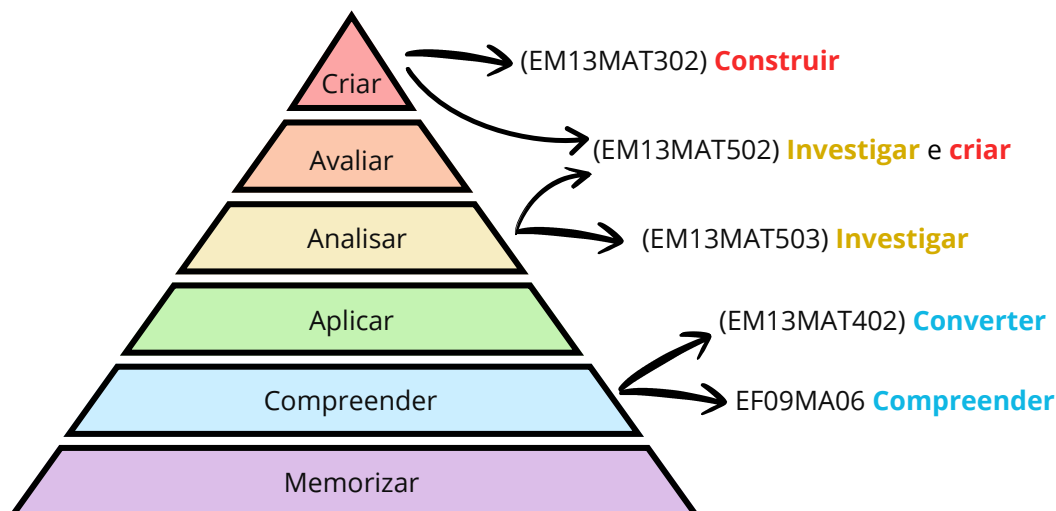 (EM13MAT302) Construir
Criar
(EM13MAT502) Investigar e criar
Avaliar
Analisar
(EM13MAT503) Investigar
Aplicar
(EM13MAT402) Converter
Compreender
EF09MA06 Compreender
Memorizar